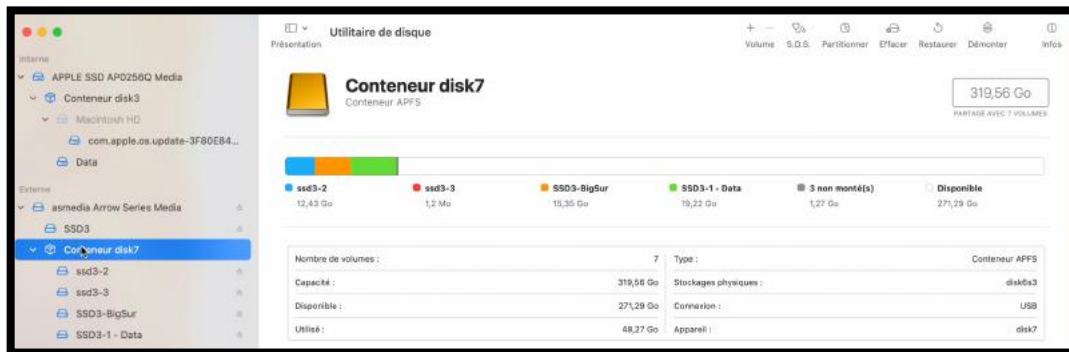 Utilitaire de disque
Présentation
Volume S.O.S. Partitionner Effacer Restaurer Démonter Infos
Interne
APPLE SSD AP0256Q Media
Conteneur disk3
Macintosh HD
com.apple.os.update-3F80E84...
Data
Externe
asmedia Arrow Series Media
SSD3
Conteneur disk7
ssd3-2
ssd3-3
SSD3-BigSur
SSD3-1 - Data
Conteneur disk7
Conteneur APFS
319,56 Go
PARTAGÉ AVEC 7 VOLUMES
ssd3-2 ssd3-3 SSD3-BigSur SSD3-1 - Data 3 non monté(s) Disponible
12,43 Go 1,2 Mo 15,35 Go 19,22 Go 1,27 Go 271,29 Go
Nombre de volumes : 7 Type : Conteneur APFS
Capacité : 319,56 Go Stockages physiques : disk6s3
Disponible : 271,29 Go Connexion : USB
Utilisé : 48,27 Go Appareil : disk7